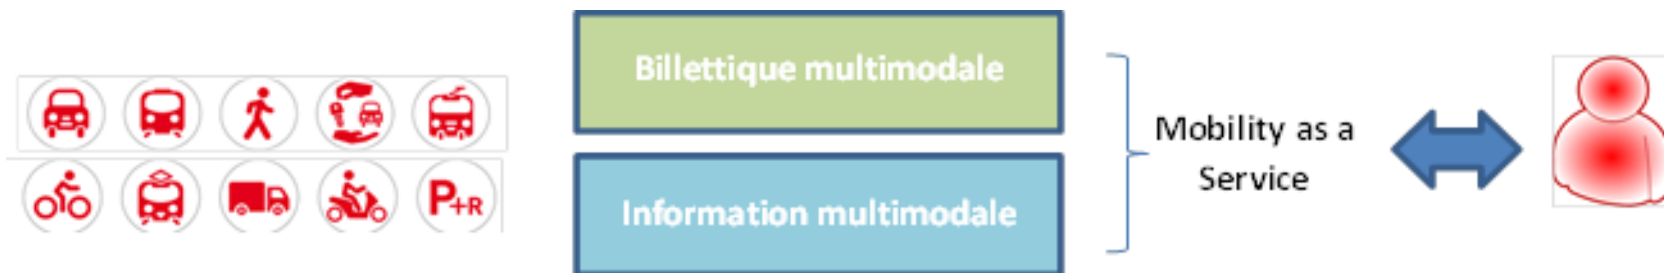 Billettique multimodale
Information multimodale
Mobility as a
Service
P+R